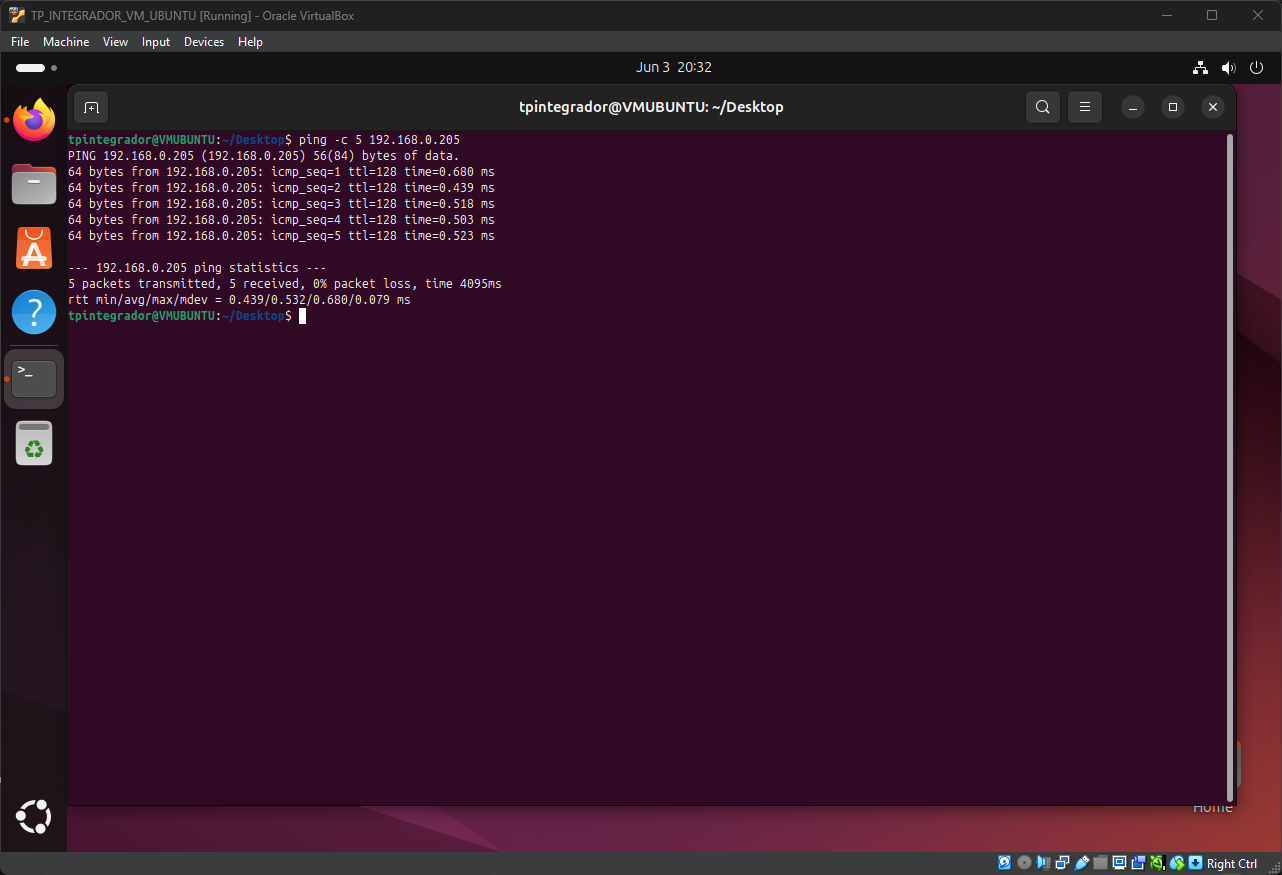 TP_INTEGRADOR_VM_UBUNTU [Running] - Oracle VirtualBox
File Machine View Input Devices Help
Jun 3 20:32
tpintegrador@VMUBUNTU: ~/Desktop
tpintegrador@VMUBUNTU:~/Desktop$ ping -c 5 192.168.0.205
PING 192.168.0.205 (192.168.0.205) 56(84) bytes of data.
64 bytes from 192.168.0.205: icmp_seq=1 ttl=128 time=0.680 ms
64 bytes from 192.168.0.205: icmp_seq=2 ttl=128 time=0.439 ms
64 bytes from 192.168.0.205: icmp_seq=3 ttl=128 time=0.518 ms
64 bytes from 192.168.0.205: icmp_seq=4 ttl=128 time=0.503 ms
64 bytes from 192.168.0.205: icmp_seq=5 ttl=128 time=0.523 ms
--- 192.168.0.205 ping statistics ---
5 packets transmitted, 5 received, 0% packet loss, time 4095ms
rtt min/avg/max/mdev = 0.439/0.532/0.680/0.079 ms
tpintegrador@VMUBUNTU:~/Desktop$
Home
Right Ctrl